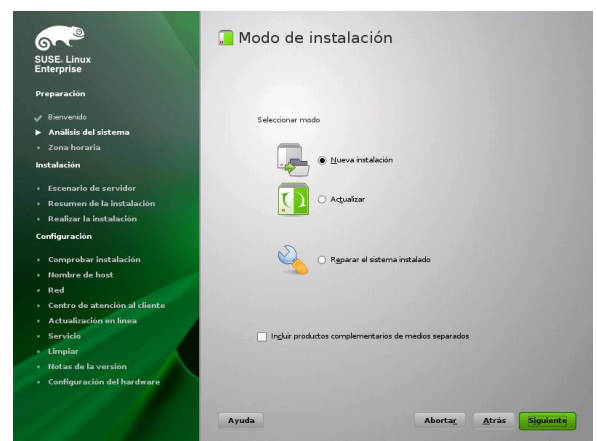 SUSE. Linux
Enterprise
Preparación
Bienvenido
Análisis del sistema
Zona horaria
Instalación
Escenario de servidor
Resumen de la instalación
Realizar la instalación
Configuración
Comprobar instalación
Nombre de host
Red
Centro de atención al cliente
Actualización en línea
Servicio
Limpiar
Notas de la versión
Configuración del hardware
Modo de instalación
Seleccionar modo
Nueva instalación
Actualizar
Reparar el sistema instalado
Incluir productos complementarios de medios separados
Ayuda
Abortar
Atrás
Siguiente